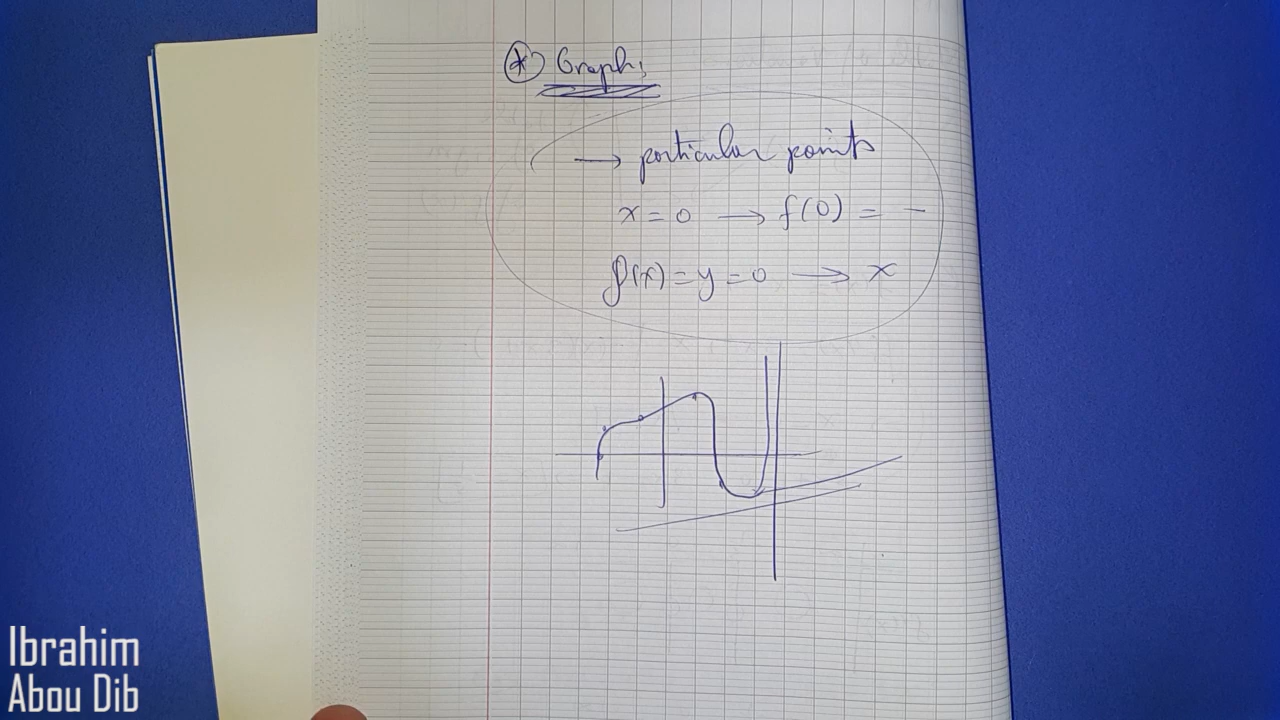 * Graph:
→ particular points
x = 0 → f(0) = -
f(x) = y = 0 → x
Ibrahim
Abou Dib